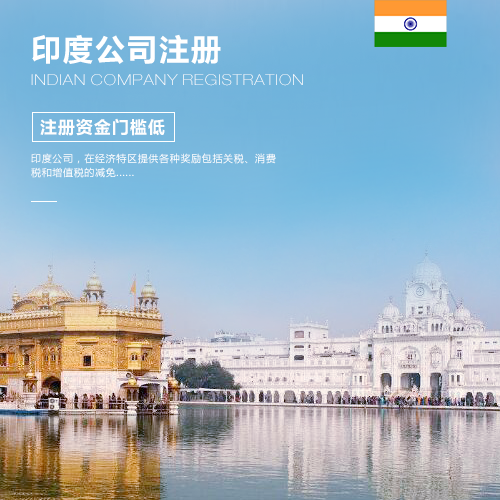 印度公司注册
INDIAN COMPANY REGISTRATION
注册资金门槛低
印度公司，在经济特区提供各种奖励包括关税、消费
税和增值税的减免......